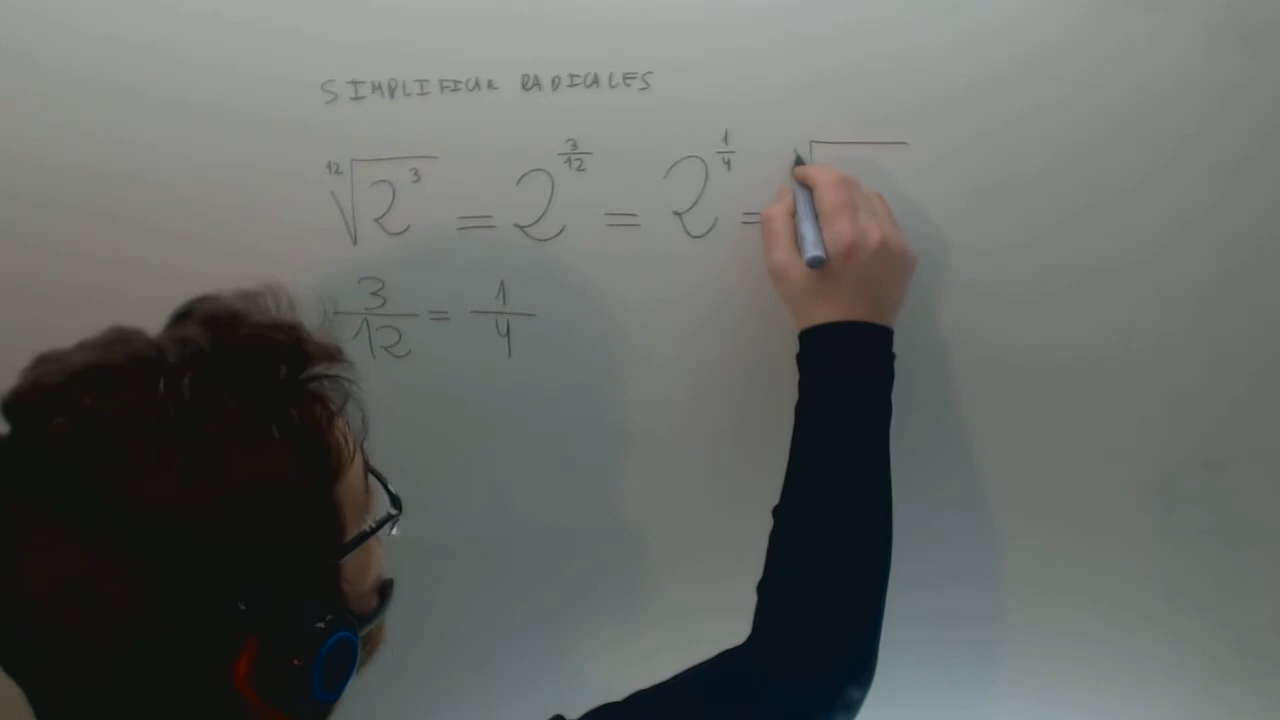 SIMPLIFICAR RADICALES
¹²√2³ = 2^(3/12) = 2^(1/4) = √
3/12 = 1/4